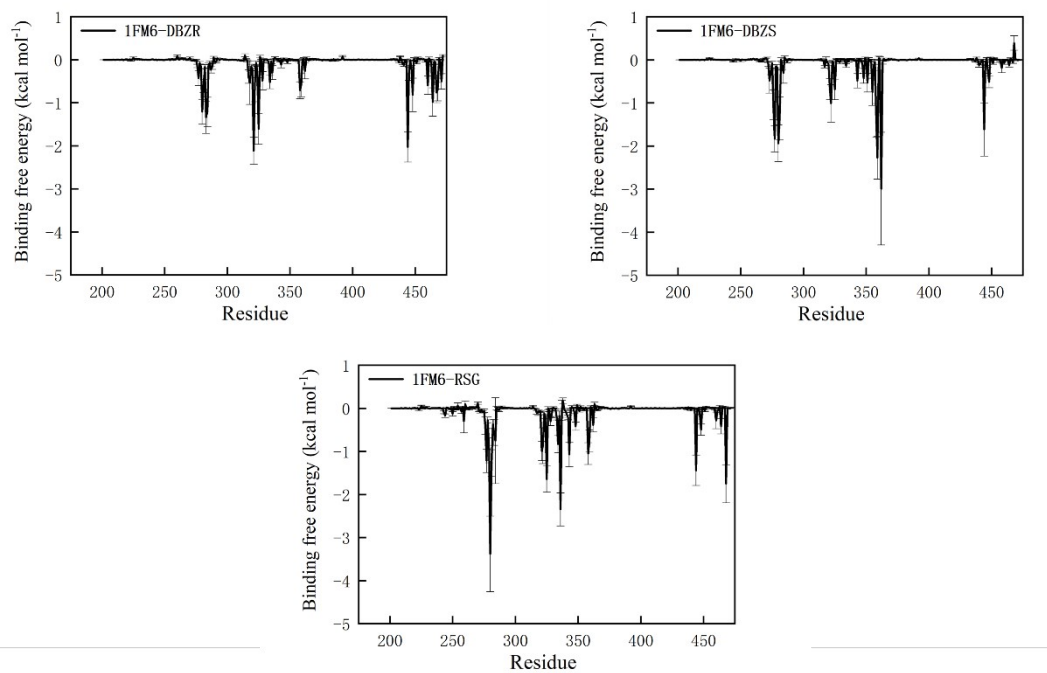 1FM6-DBZR
Binding free energy (kcal mol⁻¹)
1
0
-1
-2
-3
-4
-5
200 250 300 350 400 450
Residue
1FM6-DBZS
Binding free energy (kcal mol⁻¹)
1
0
-1
-2
-3
-4
-5
200 250 300 350 400 450
Residue
1FM6-RSG
Binding free energy (kcal mol⁻¹)
1
0
-1
-2
-3
-4
-5
200 250 300 350 400 450
Residue